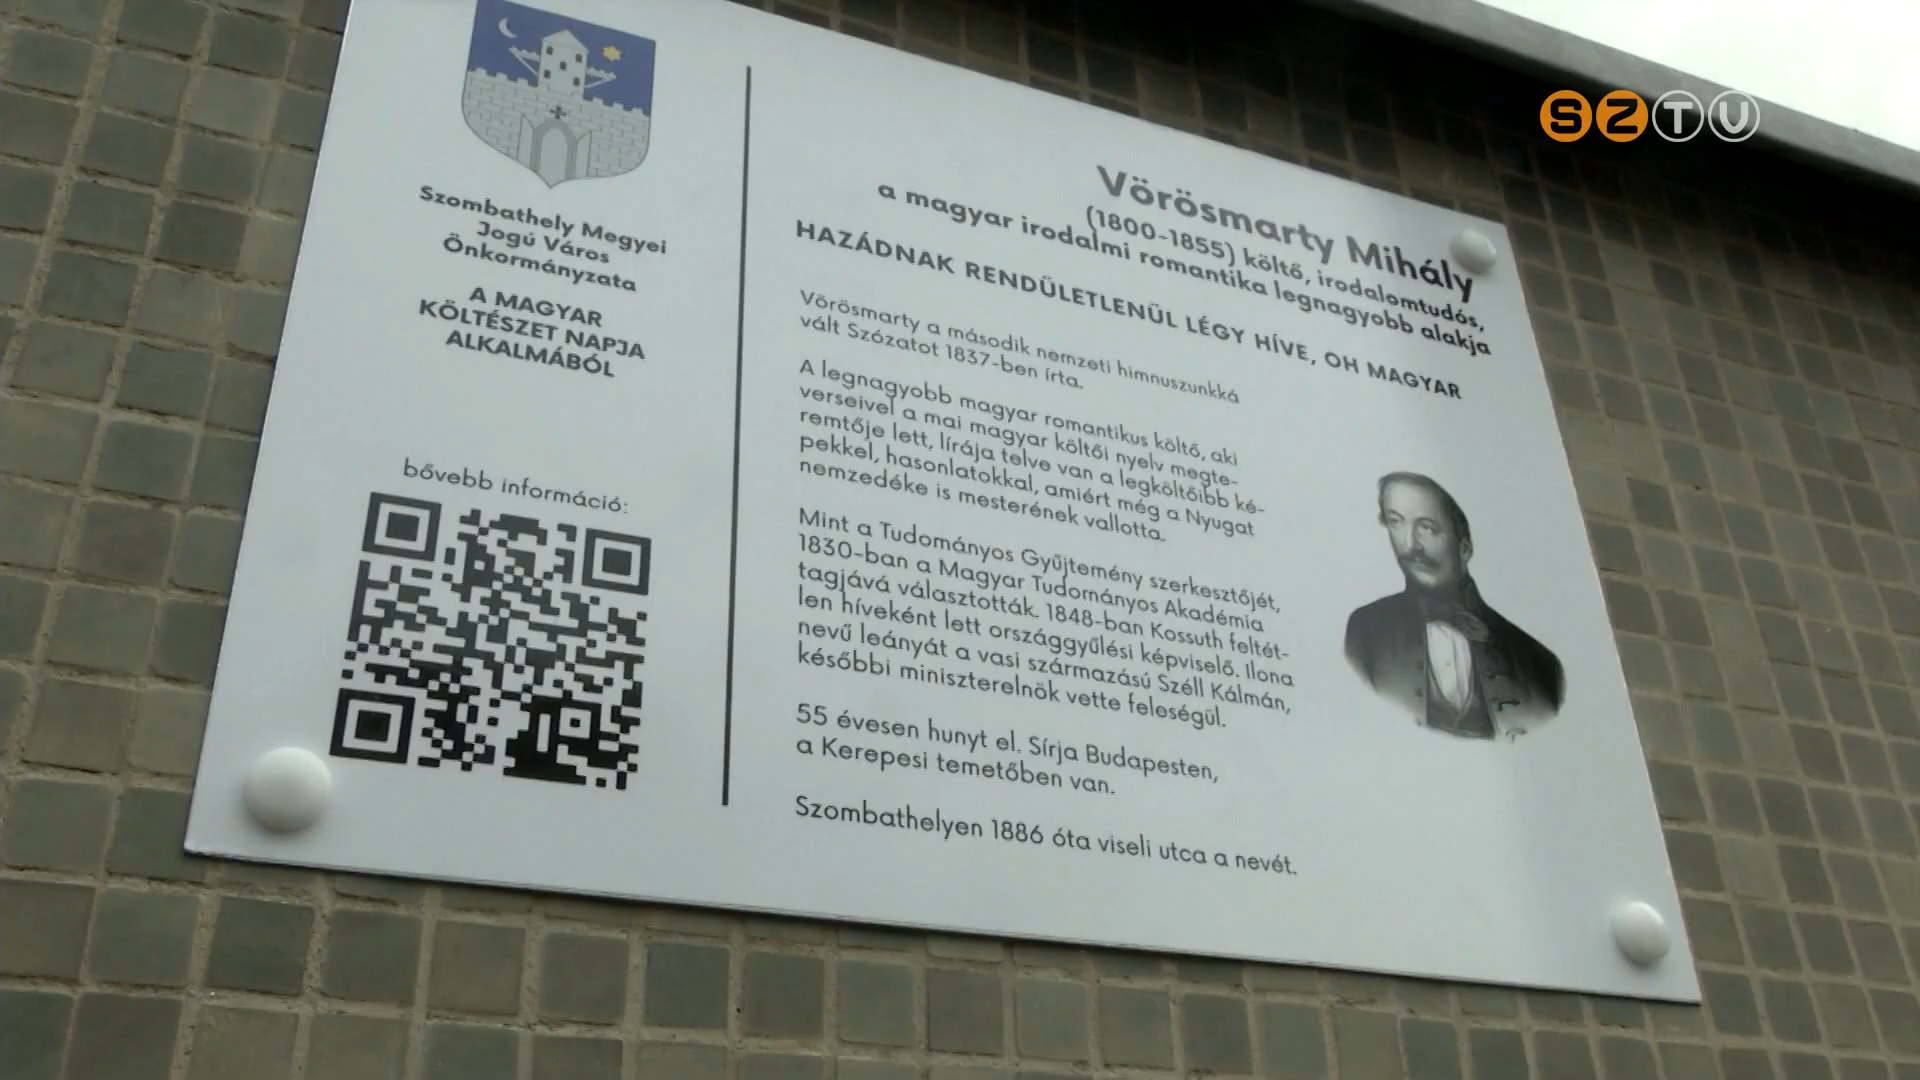 SZTV
Szombathely Megyei
Jogú Város
Önkormányzata
A MAGYAR
KÖLTÉSZET NAPJA
ALKALMÁBÓL
bővebb információ:
Vörösmarty Mihály
(1800-1855) költő, irodalomtudós,
a magyar irodalmi romantika legnagyobb alakja
HAZÁDNAK RENDÜLETLENÜL LÉGY HÍVE, OH MAGYAR
Vörösmarty a második nemzeti himnuszunkká
vált Szózatot 1837-ben írta.
A legnagyobb magyar romantikus költő, aki
verseivel a mai magyar költői nyelv megte-
remtője lett, lírája telve van a legköltőibb ké-
pekkel, hasonlatokkal, amiért még a Nyugat
nemzedéke is mesterének vallotta.
Mint a Tudományos Gyűjtemény szerkesztőjét,
1830-ban a Magyar Tudományos Akadémia
tagjává választották. 1848-ban Kossuth feltét-
len híveként lett országgyűlési képviselő. Ilona
nevű leányát a vasi származású Széll Kálmán,
későbbi miniszterelnök vette feleségül.
55 évesen hunyt el. Sírja Budapesten,
a Kerepesi temetőben van.
Szombathelyen 1886 óta viseli utca a nevét.